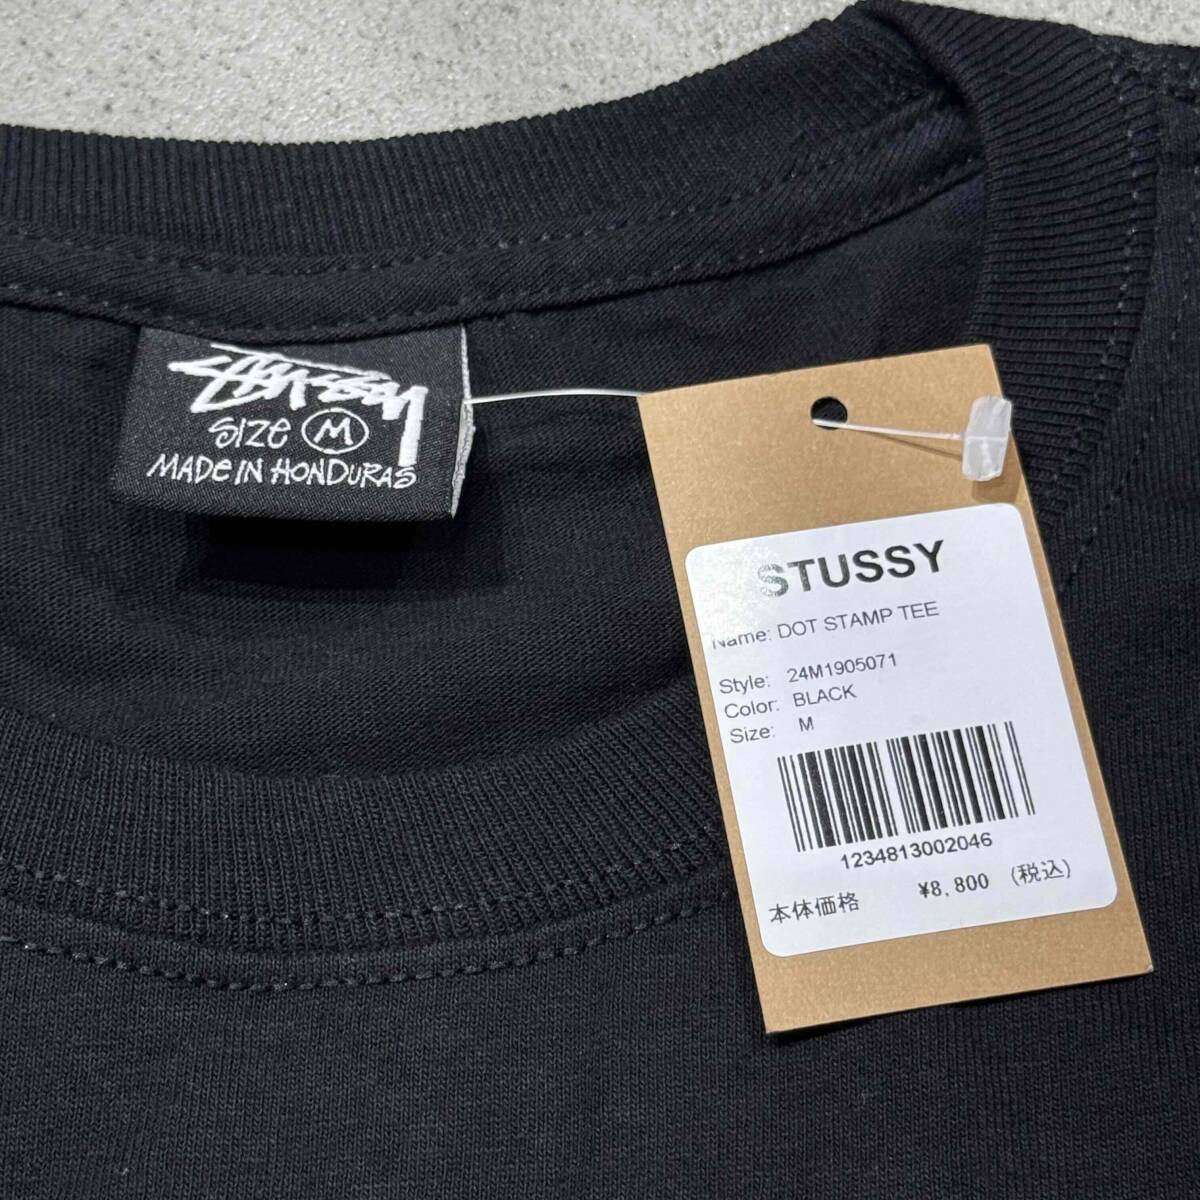 Stussy
SIZE M
MADE IN HONDURAS
STUSSY
Name: DOT STAMP TEE
Style: 24M1905071
Color: BLACK
Size: M
1234813002046
本体価格 ¥8,800 (税込)